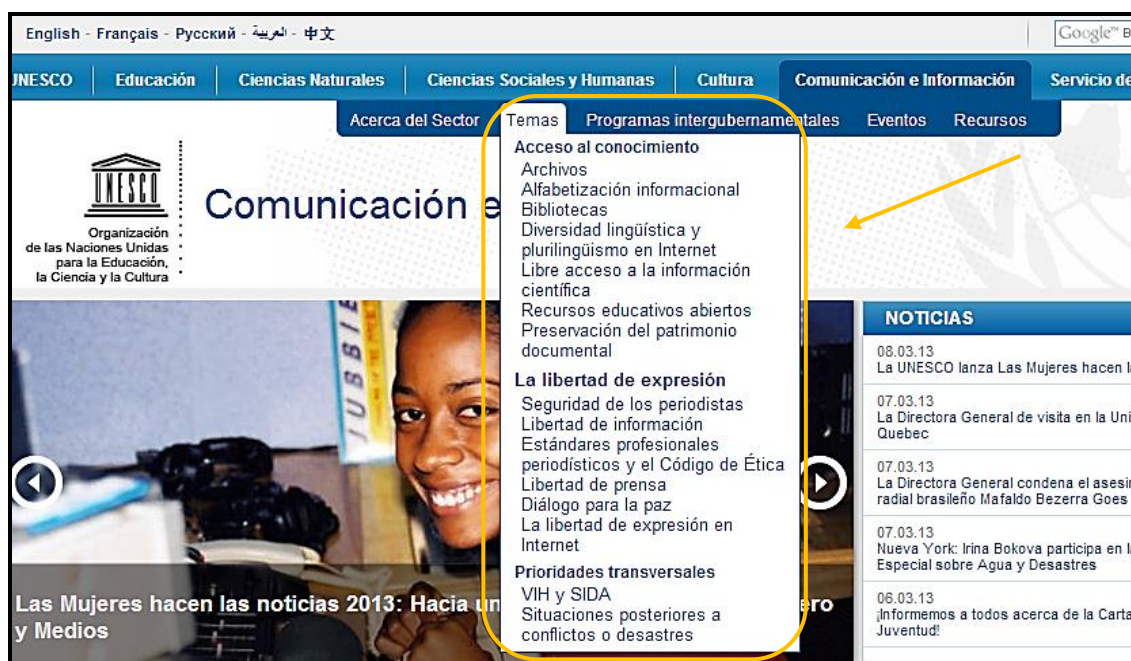 English - Français - Русский - العربية - 中文
Google™
UNESCO Educación Ciencias Naturales Ciencias Sociales y Humanas Cultura Comunicación e Información Servicio de
Acerca del Sector Temas Programas intergubernamentales Eventos Recursos
UNESCO
Organización
de las Naciones Unidas
para la Educación,
la Ciencia y la Cultura
Comunicación e
Acceso al conocimiento
Archivos
Alfabetización informacional
Bibliotecas
Diversidad lingüística y
plurilingüismo en Internet
Libre acceso a la información
científica
Recursos educativos abiertos
Preservación del patrimonio
documental
La libertad de expresión
Seguridad de los periodistas
Libertad de información
Estándares profesionales
periodísticos y el Código de Ética
Libertad de prensa
Diálogo para la paz
La libertad de expresión en
Internet
Prioridades transversales
VIH y SIDA
Situaciones posteriores a
conflictos o desastres
JUBBIE
Las Mujeres hacen las noticias 2013: Hacia un
y Medios
NOTICIAS
08.03.13
La UNESCO lanza Las Mujeres hacen
07.03.13
La Directora General de visita en la
Quebec
07.03.13
La Directora General condena el
radial brasileño Mafaldo Bezerra Goes
07.03.13
Nueva York: Irina Bokova participa en
Especial sobre Agua y Desastres
06.03.13
¡Informemos a todos acerca de la Carta
Juventud!